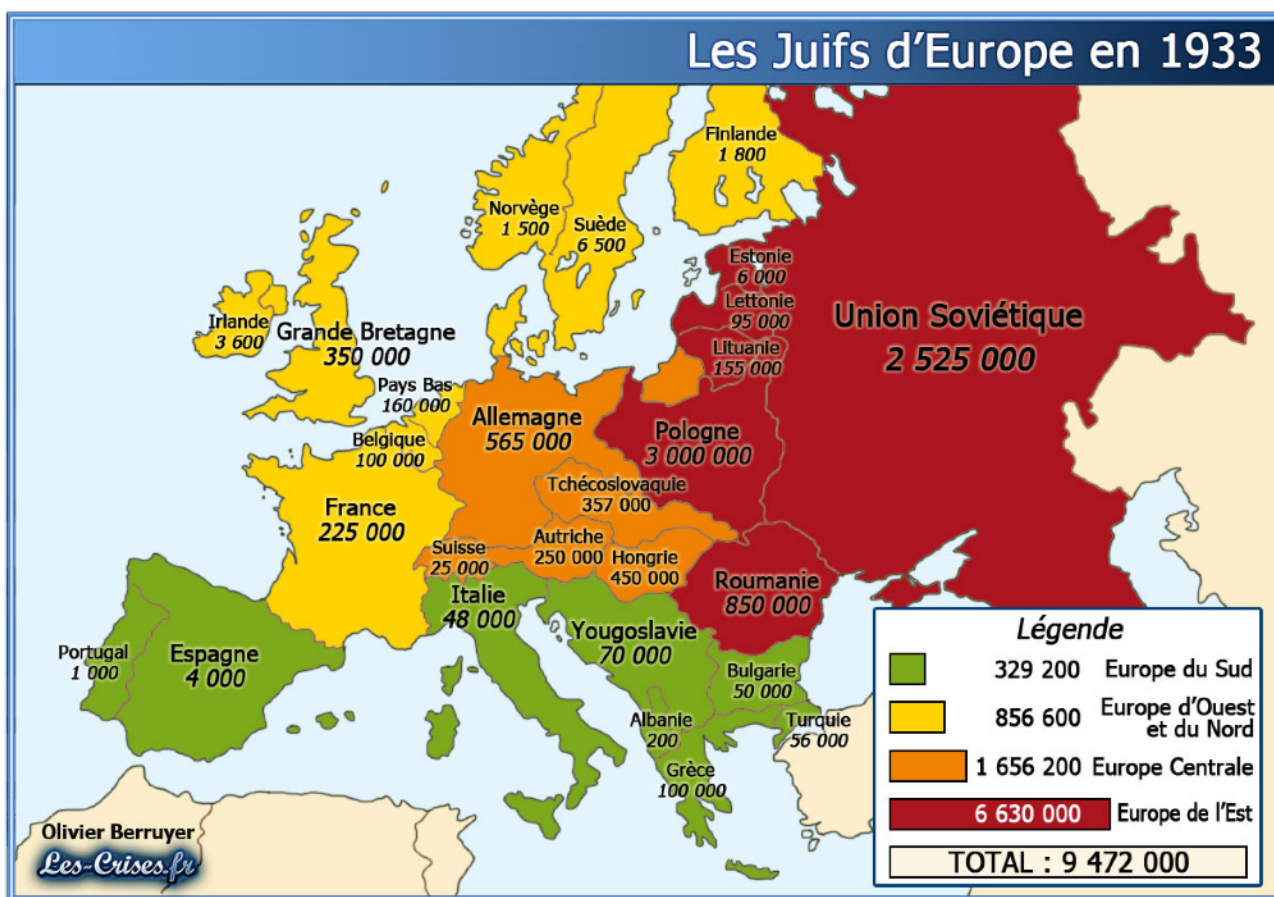 Les Juifs d'Europe en 1933
Finlande
1 800
Norvège
1 500
Suède
6 500
Estonie
6 000
Lettonie
95 000
Lituanie
155 000
Union Soviétique
2 525 000
Irlande
3 600
Grande Bretagne
350 000
Pays Bas
160 000
Belgique
100 000
Allemagne
565 000
Pologne
3 000 000
Tchécoslovaquie
357 000
France
225 000
Suisse
25 000
Autriche
250 000
Hongrie
450 000
Roumanie
850 000
Italie
48 000
Yougoslavie
70 000
Portugal
1 000
Espagne
4 000
Bulgarie
50 000
Albanie
200
Turquie
56 000
Grèce
100 000
Légende
329 200 Europe du Sud
856 600 Europe d'Ouest
et du Nord
1 656 200 Europe Centrale
6 630 000 Europe de l'Est
TOTAL : 9 472 000
Olivier Berruyer
Les-Crises.fr